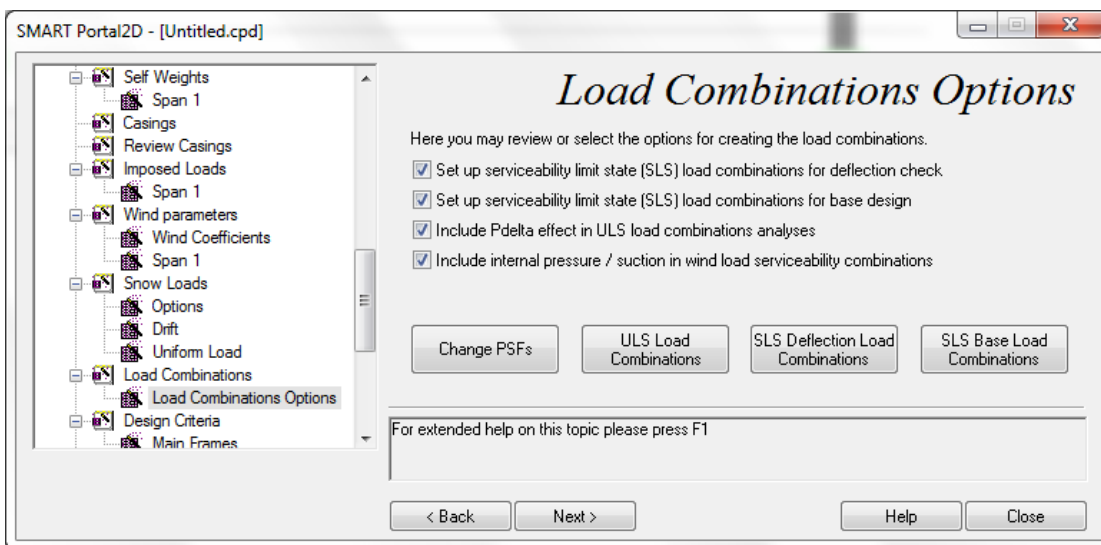 SMART Portal2D - [Untitled.cpd]
Self Weights
Span 1
Casings
Review Casings
Imposed Loads
Span 1
Wind parameters
Wind Coefficients
Span 1
Snow Loads
Options
Drift
Uniform Load
Load Combinations
Load Combinations Options
Design Criteria
Main Frames
Load Combinations Options
Here you may review or select the options for creating the load combinations.
Set up serviceability limit state (SLS) load combinations for deflection check
Set up serviceability limit state (SLS) load combinations for base design
Include Pdelta effect in ULS load combinations analyses
Include internal pressure / suction in wind load serviceability combinations
Change PSFs
ULS Load
Combinations
SLS Deflection Load
Combinations
SLS Base Load
Combinations
For extended help on this topic please press F1
< Back
Next >
Help
Close